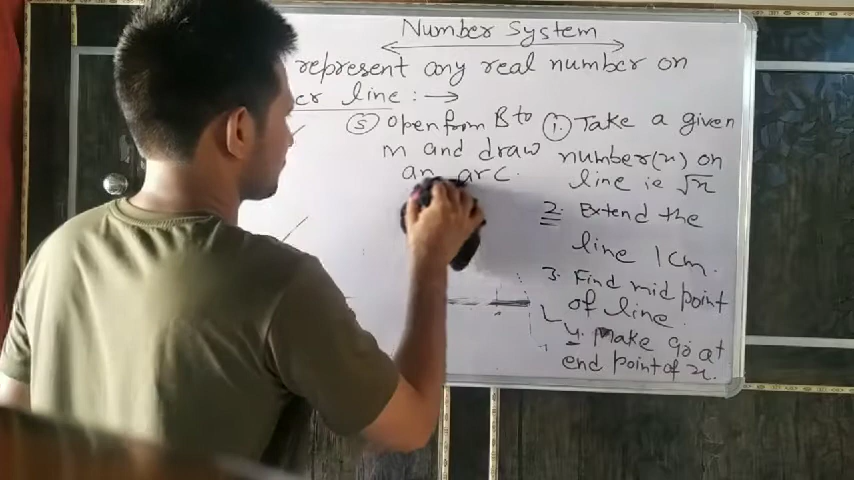 Number System
represent any real number on
er line :→
⑤ Open from B to
m and draw
an arc.
①. Take a given
number(x) on
line ie √x
2. Extend the
line 1cm.
3. Find mid point
of line.
4. Make 90 at
end point of x.